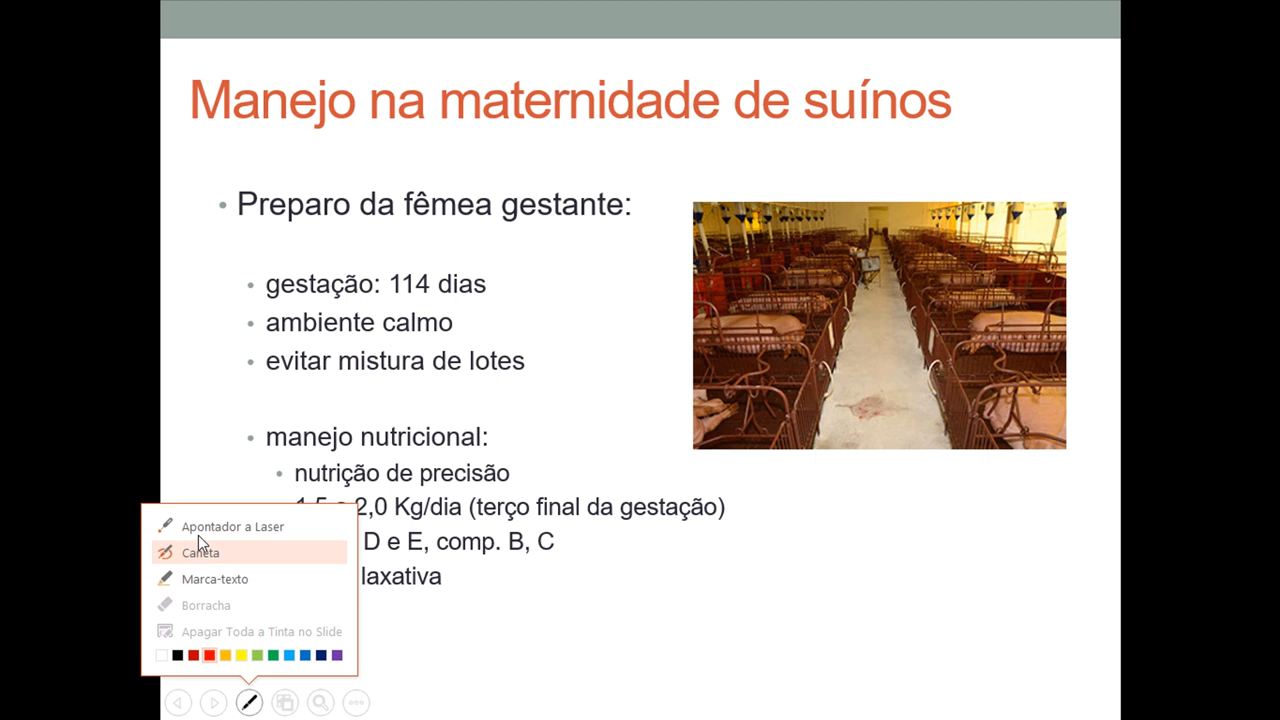 Manejo na maternidade de suínos
Preparo da fêmea gestante:
gestação: 114 dias
ambiente calmo
evitar mistura de lotes
manejo nutricional:
nutrição de precisão
2,0 Kg/dia (terço final da gestação)
D e E, comp. B, C
laxativa
Apontador a Laser
Caneta
Marca-texto
Borracha
Apagar Toda a Tinta no Slide